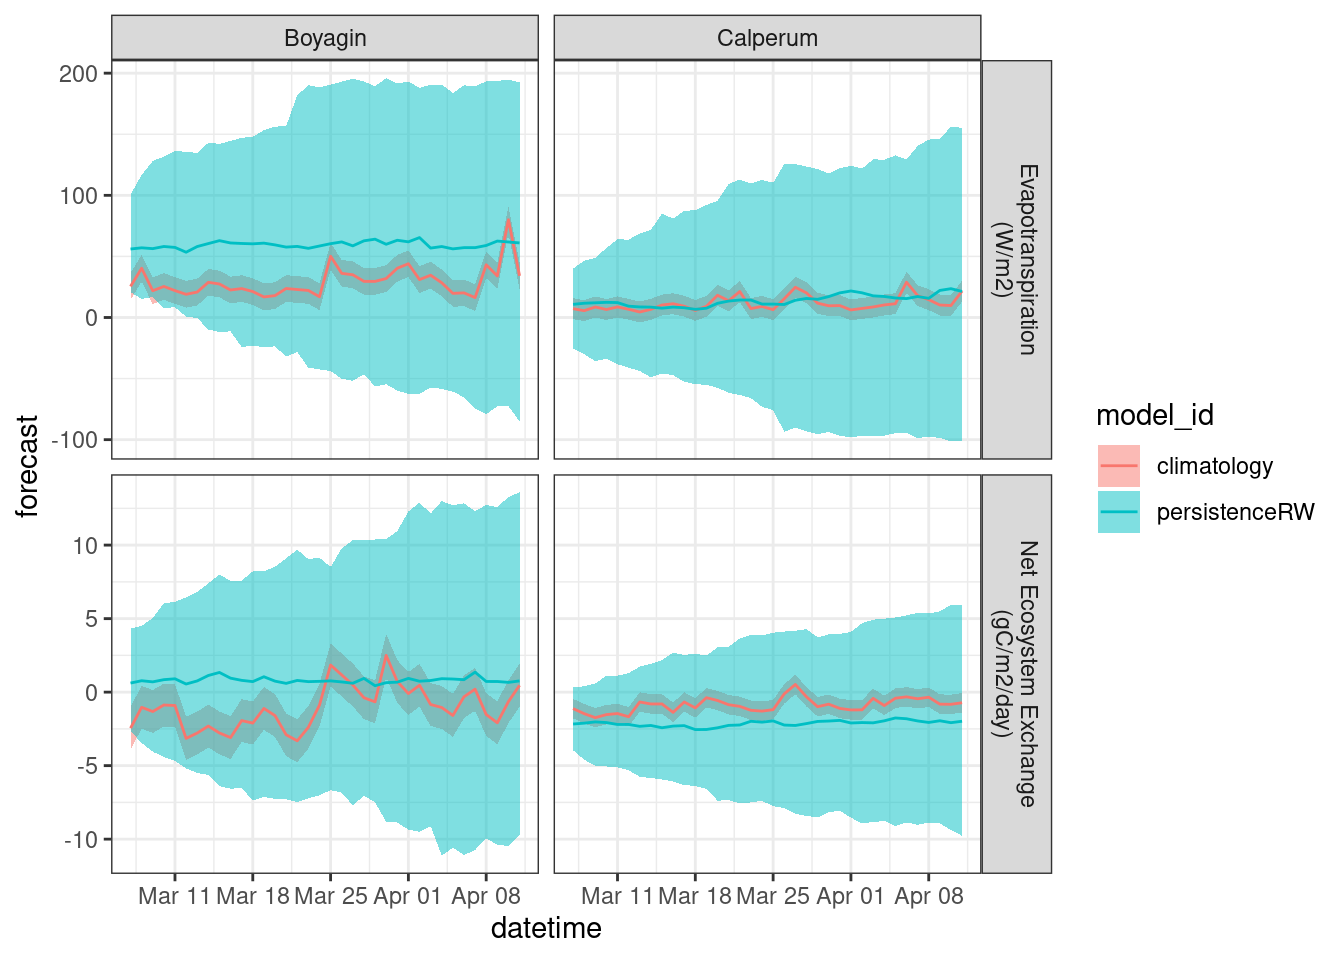 Boyagin
Calperum
200
100
0
-100
Evapotranspiration
(W/m2)
forecast
10
5
0
-5
-10
Net Ecosystem Exchange
(gC/m2/day)
Mar 11 Mar 18 Mar 25 Apr 01 Apr 08
Mar 11 Mar 18 Mar 25 Apr 01 Apr 08
datetime
model_id
climatology
persistenceRW